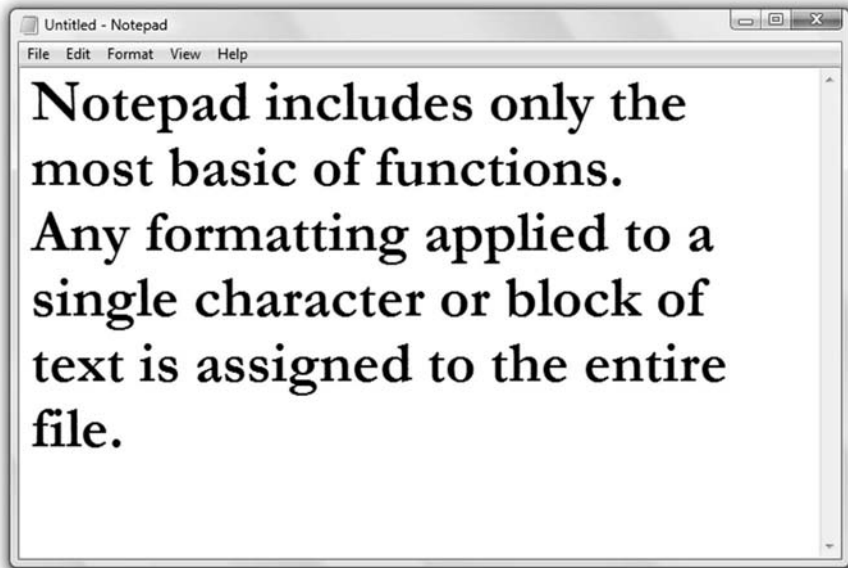 Untitled - Notepad
File Edit Format View Help
Notepad includes only the
most basic of functions.
Any formatting applied to a
single character or block of
text is assigned to the entire
file.